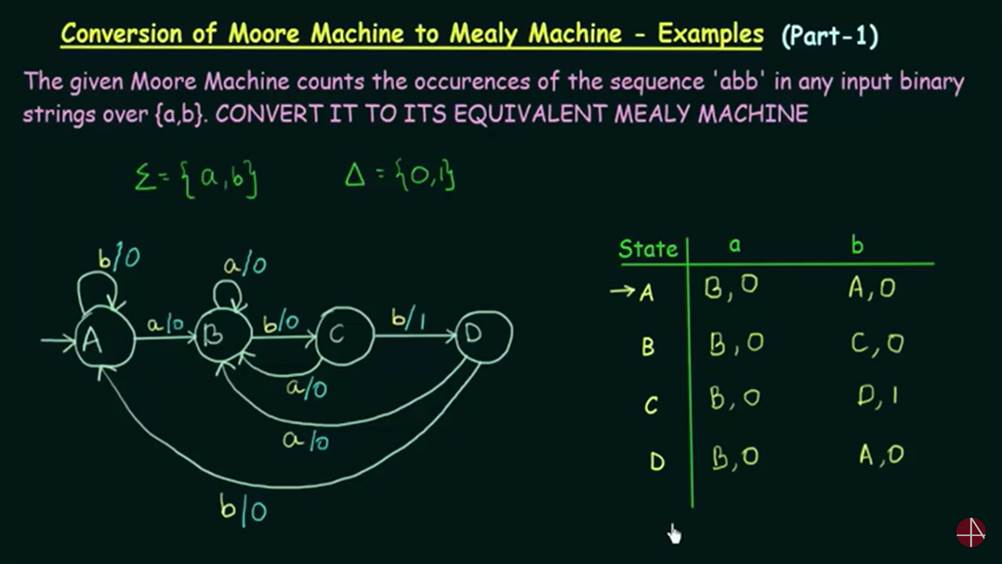 Conversion of Moore Machine to Mealy Machine - Examples (Part-1)
The given Moore Machine counts the occurences of the sequence 'abb' in any input binary
strings over {a,b}. CONVERT IT TO ITS EQUIVALENT MEALY MACHINE
Σ = {a,b} Δ = {0,1}
b/0 a/0
A a/0 B b/0 C b/1 D
a/0
a/0
b/0
State a b
→A B,0 A,0
B B,0 C,0
C B,0 D,1
D B,0 A,0